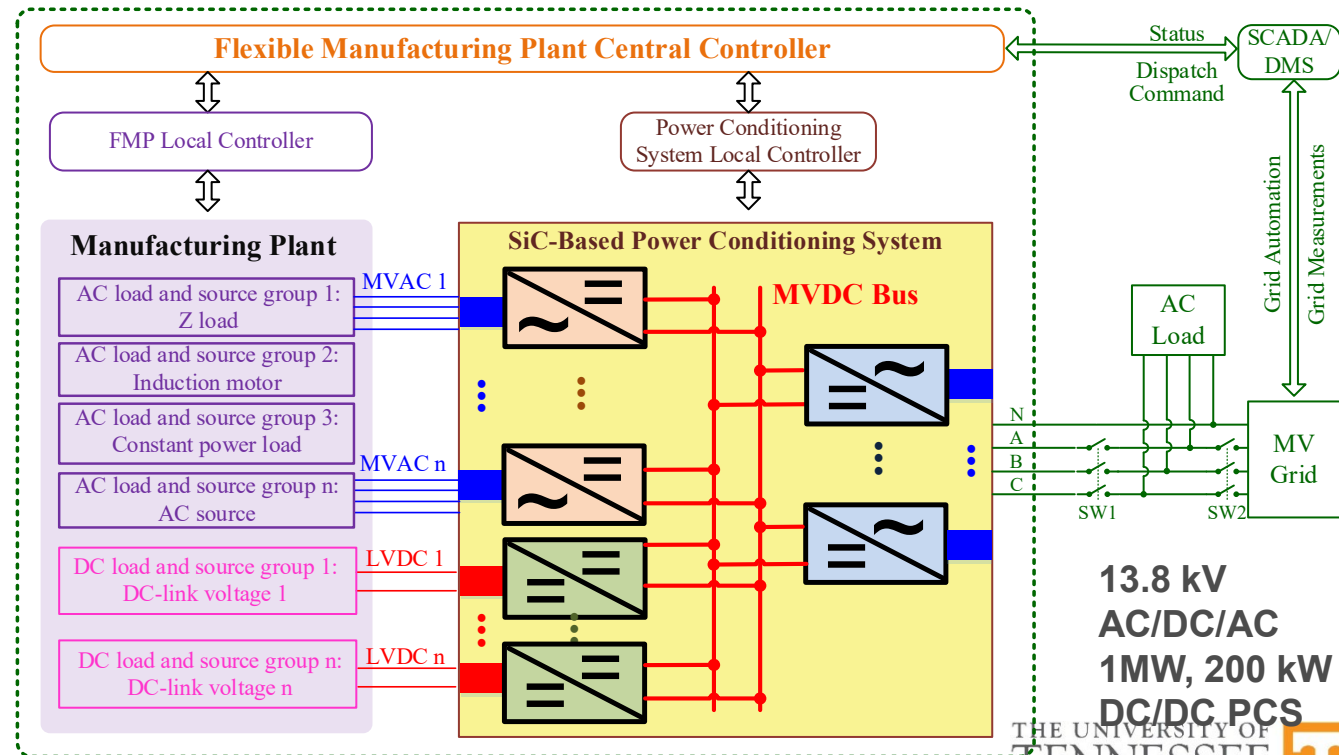 Flexible Manufacturing Plant Central Controller
Status
Dispatch
Command
SCADA/
DMS
FMP Local Controller
Power Conditioning
System Local Controller
Grid Automation
Grid Measurements
Manufacturing Plant
AC load and source group 1:
Z load
AC load and source group 2:
Induction motor
AC load and source group 3:
Constant power load
AC load and source group n:
AC source
DC load and source group 1:
DC-link voltage 1
DC load and source group n:
DC-link voltage n
MVAC 1
MVAC n
LVDC 1
LVDC n
SiC-Based Power Conditioning System
MVDC Bus
AC
Load
N
A
B
C
SW1
SW2
MV
Grid
13.8 kV
AC/DC/AC
1MW, 200 kW
DC/DC PCS
THE UNIVERSITY OF
TENNESSEE